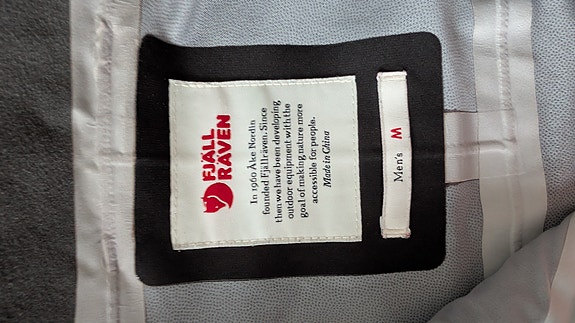 FJÄLL
RÄVEN
In 1960 Åke Nordin
founded Fjällräven. Since
then we have been developing
outdoor equipment with the
goal of making nature more
accessible for people.
Made in China
Men's M